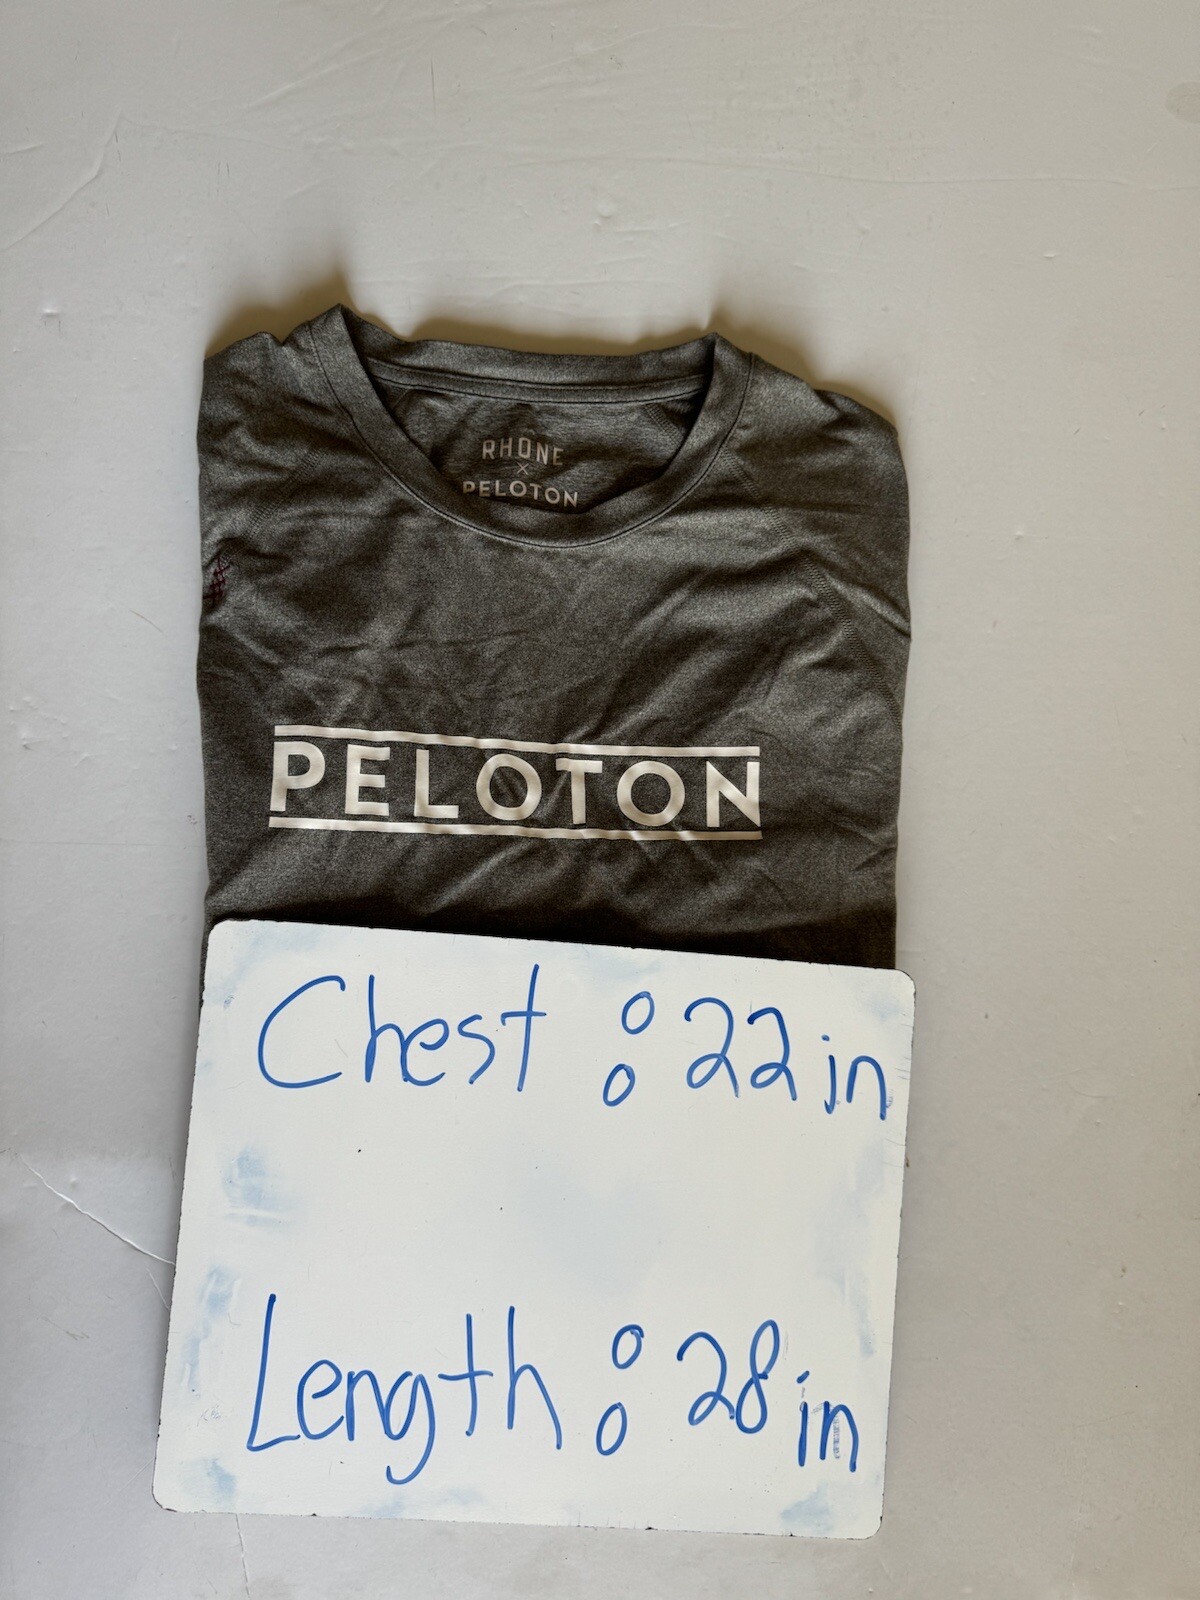 RHONE
X
PELOTON
PELOTON
Chest : 22 in
Length : 28 in